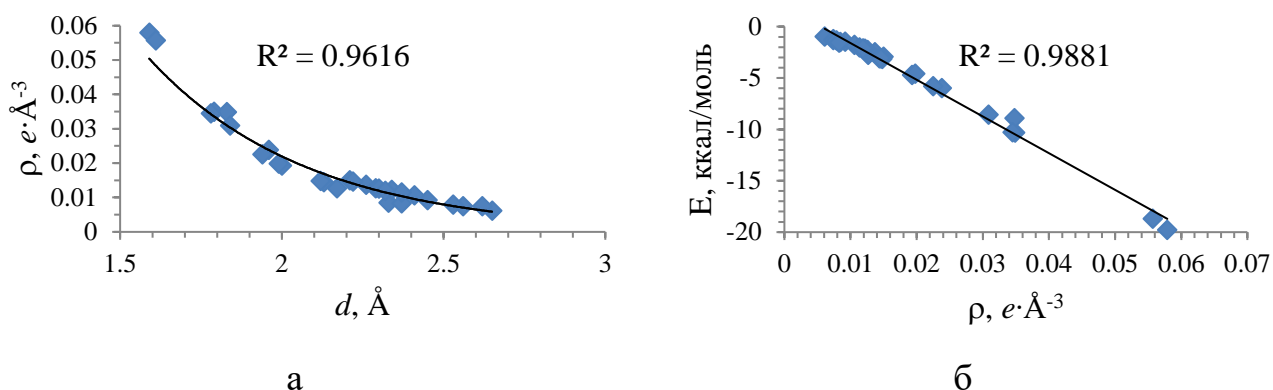 0.06
0.05
0.04
0.03
0.02
0.01
0
ρ, e·Å⁻³
R² = 0.9616
1.5 2 2.5 3
d, Å
а
0
-5
-10
-15
-20
E, ккал/моль
R² = 0.9881
0 0.01 0.02 0.03 0.04 0.05 0.06 0.07
ρ, e·Å⁻³
б